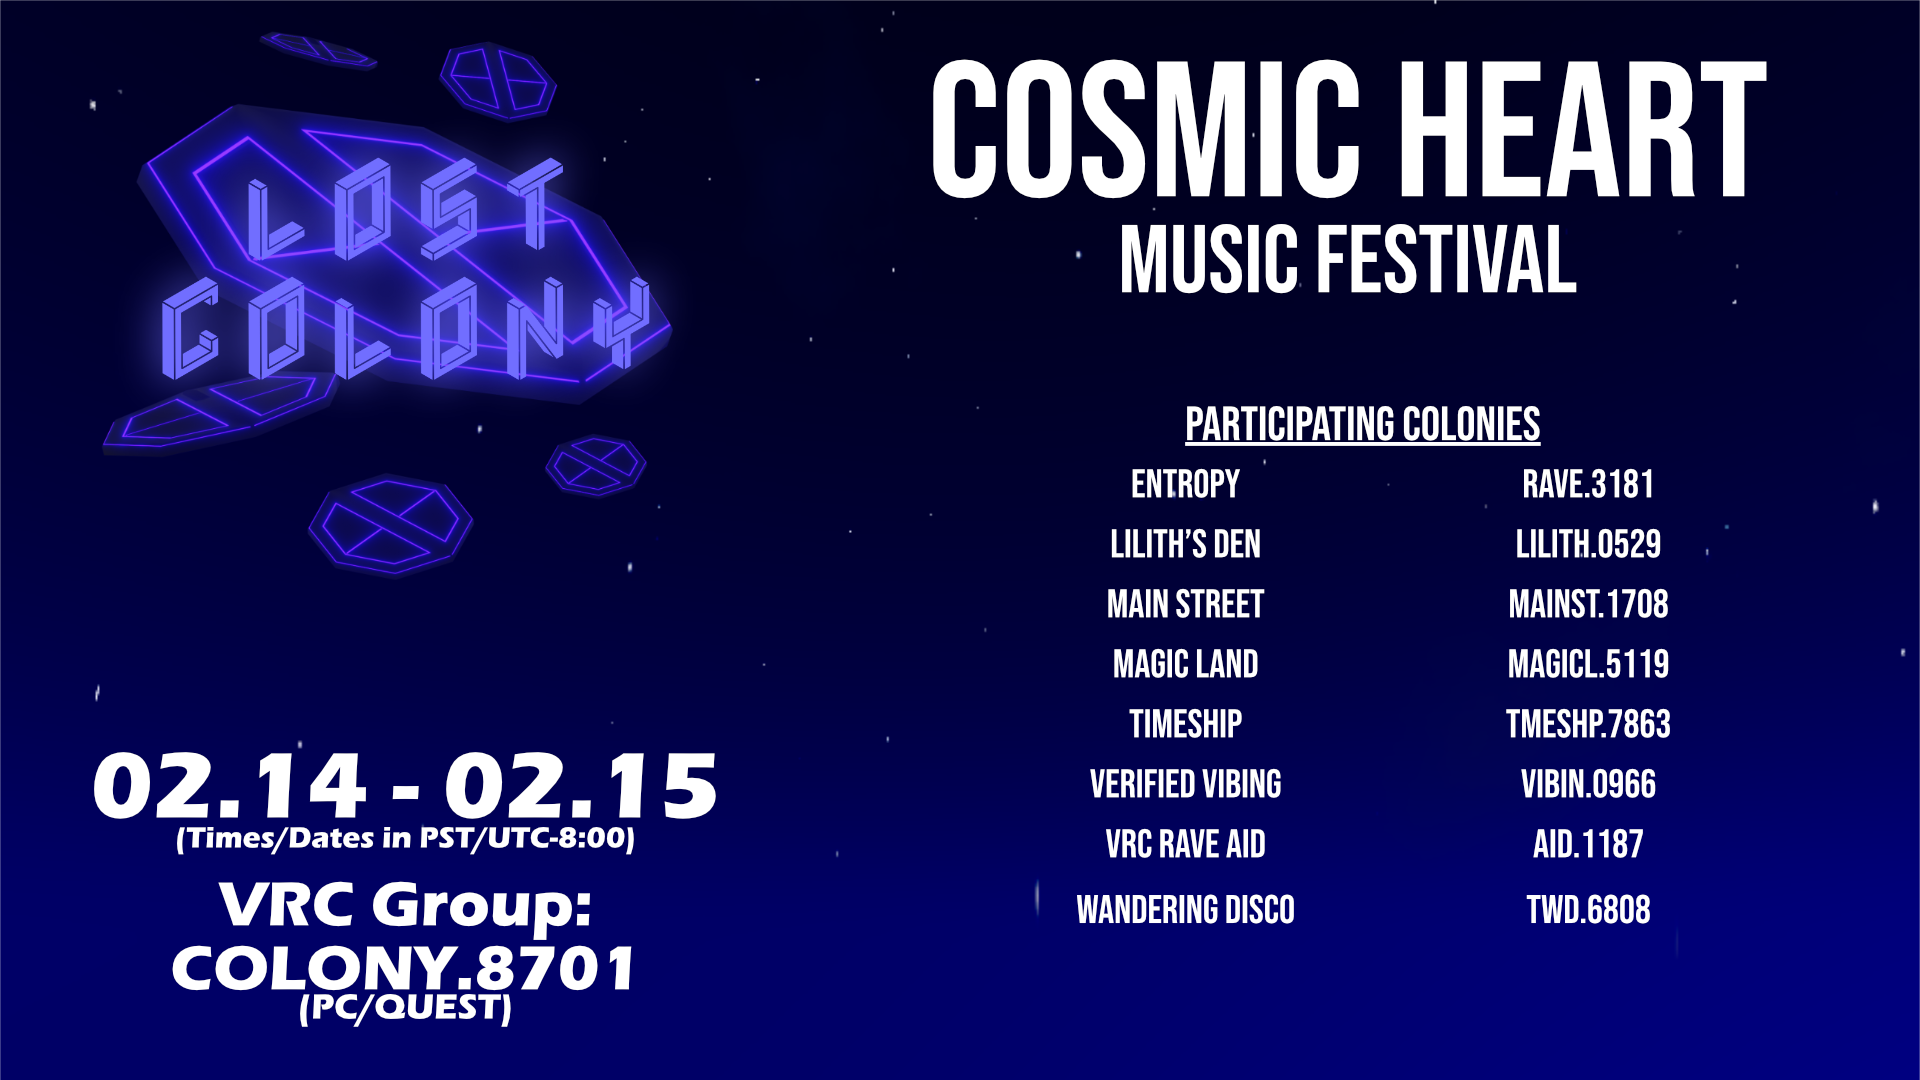 LOST
COLONY
02.14 - 02.15
(Times/Dates in PST/UTC-8:00)
VRC Group:
COLONY.8701
(PC/QUEST)
COSMIC HEART
MUSIC FESTIVAL
PARTICIPATING COLONIES
ENTROPY RAVE.3181
LILITH’S DEN LILITH.0529
MAIN STREET MAINST.1708
MAGIC LAND MAGICL.5119
TIMESHIP TMESHP.7863
VERIFIED VIBING VIBIN.0966
VRC RAVE AID AID.1187
WANDERING DISCO TWD.6808